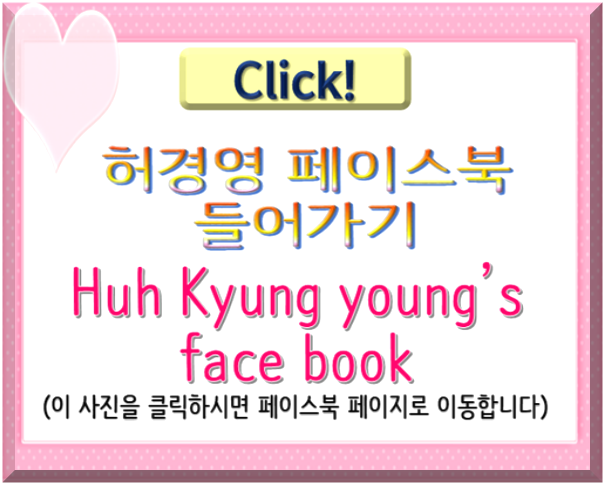 Click!
허경영 페이스북
들어가기
Huh Kyung young's
face book
(이 사진을 클릭하시면 페이스북 페이지로 이동합니다)